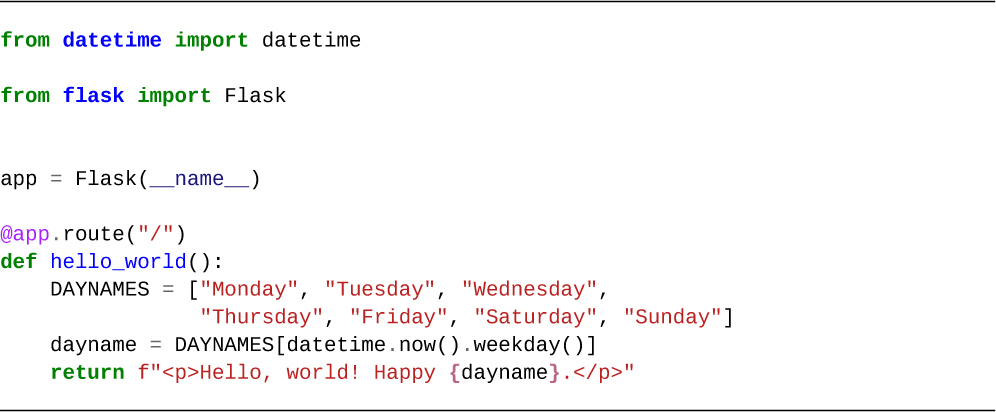 from datetime import datetime
from flask import Flask
app = Flask(__name__)
@app.route("/")
def hello_world():
    DAYNAMES = ["Monday", "Tuesday", "Wednesday",
                "Thursday", "Friday", "Saturday", "Sunday"]
    dayname = DAYNAMES[datetime.now().weekday()]
    return f"<p>Hello, world! Happy {dayname}.</p>"